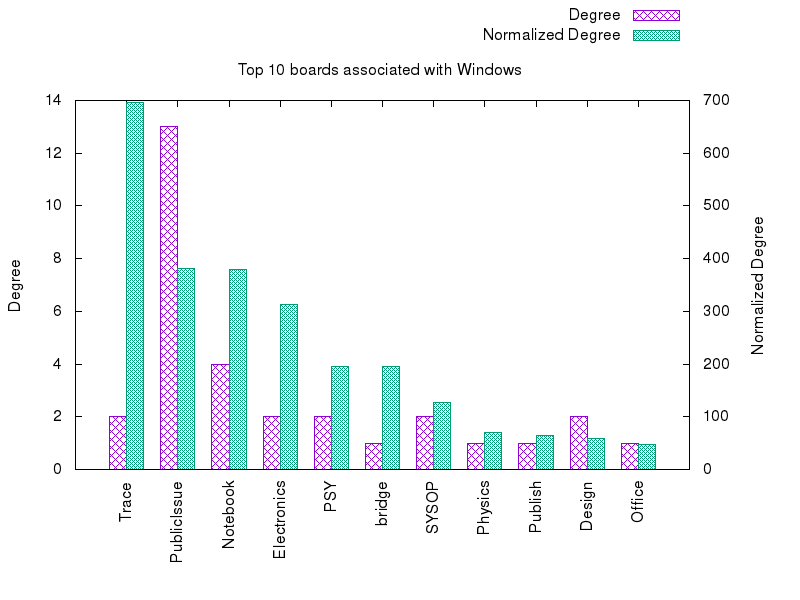 Degree
Normalized Degree
Top 10 boards associated with Windows
14
12
10
8
6
4
2
0
Degree
700
600
500
400
300
200
100
0
Normalized Degree
Trace
PublicIssue
Notebook
Electronics
PSY
bridge
SYSOP
Physics
Publish
Design
Office